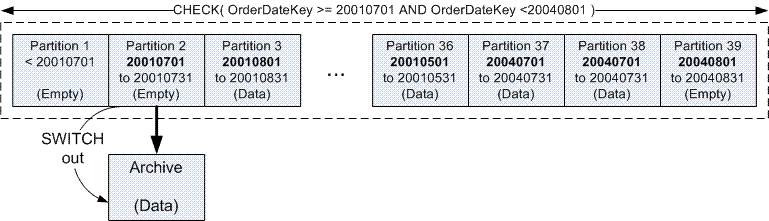 CHECK( OrderDateKey >= 20010701 AND OrderDateKey <20040801 )
Partition 1
< 20010701
(Empty)
Partition 2
20010701
to 20010731
(Empty)
Partition 3
20010801
to 20010831
(Data)
...
Partition 36
20010501
to 20010531
(Data)
Partition 37
20040701
to 20040731
(Data)
Partition 38
20040701
to 20040731
(Data)
Partition 39
20040801
to 20040831
(Empty)
SWITCH
out
Archive
(Data)